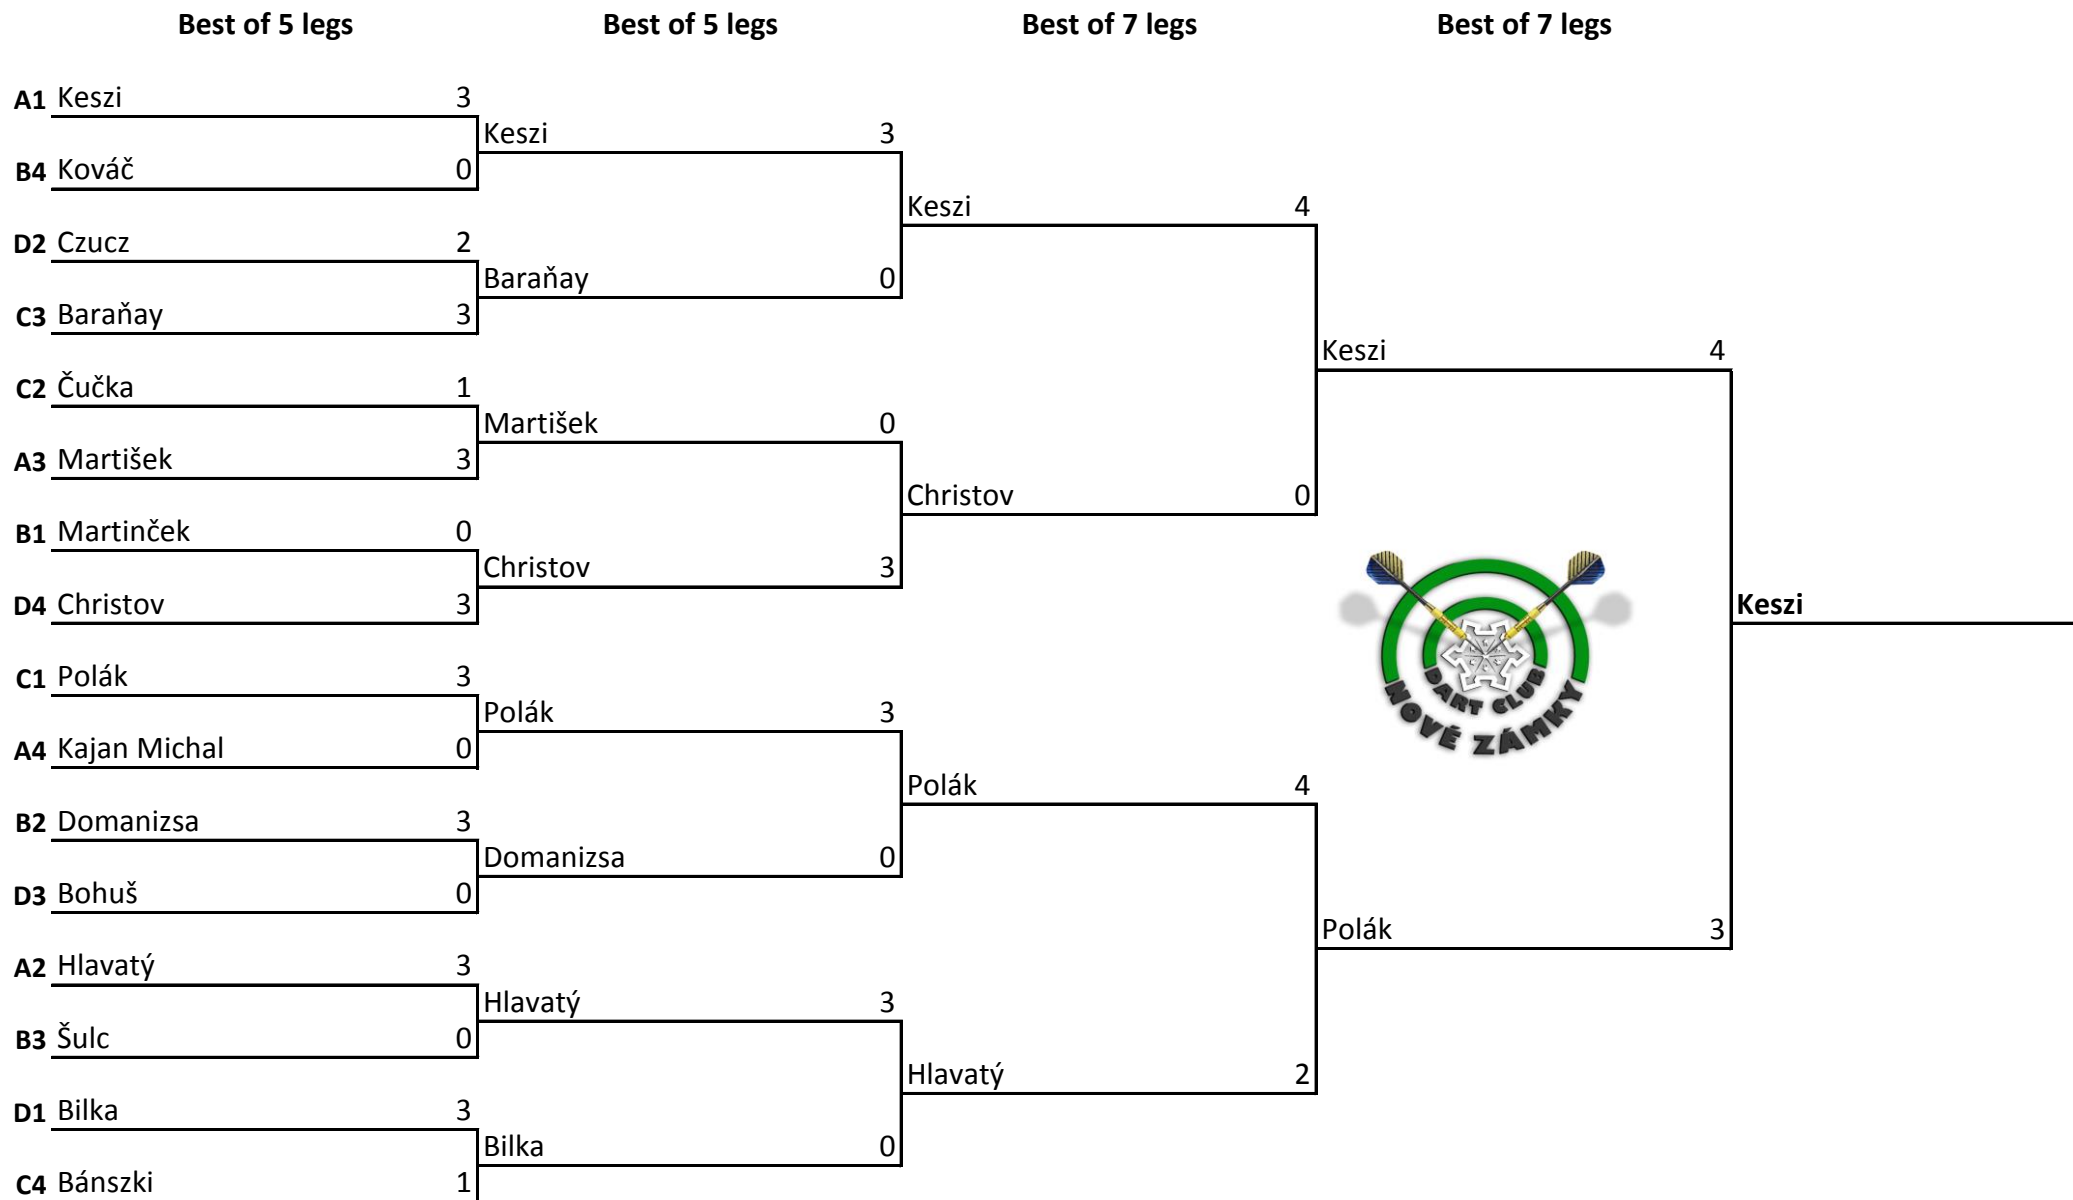 Best of 5 legs Best of 5 legs Best of 7 legs Best of 7 legs
A1 Keszi 3
Keszi 3
B4 Kováč 0
Keszi 4
D2 Czucz 2
Baraňay 0
C3 Baraňay 3
Keszi 4
C2 Čučka 1
Martišek 0
A3 Martišek 3
Christov 0
B1 Martinček 0
Christov 3
D4 Christov 3
Keszi
C1 Polák 3
Polák 3
A4 Kajan Michal 0
Polák 4
B2 Domanizsa 3
Domanizsa 0
D3 Bohuš 0
Polák 3
A2 Hlavatý 3
Hlavatý 3
B3 Šulc 0
Hlavatý 2
D1 Bilka 3
Bilka 0
C4 Bánszki 1
DART CLUB
NOVÉ ZÁMKY